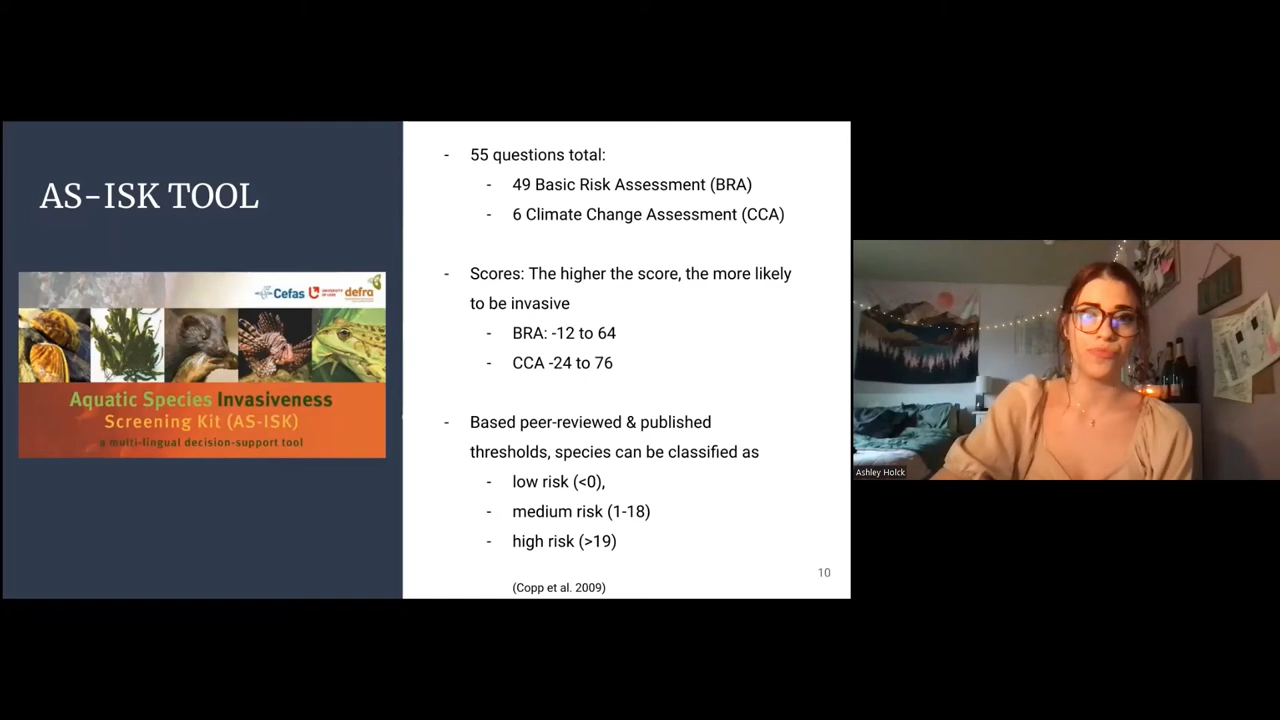 AS-ISK TOOL
Cefas
defra
Aquatic Species Invasiveness
Screening Kit (AS-ISK)
a multi-lingual decision-support tool
- 55 questions total:
- 49 Basic Risk Assessment (BRA)
- 6 Climate Change Assessment (CCA)
- Scores: The higher the score, the more likely
to be invasive
- BRA: -12 to 64
- CCA -24 to 76
- Based peer-reviewed & published
thresholds, species can be classified as
- low risk (<0),
- medium risk (1-18)
- high risk (>19)
(Copp et al. 2009)
10
Ashley Holck